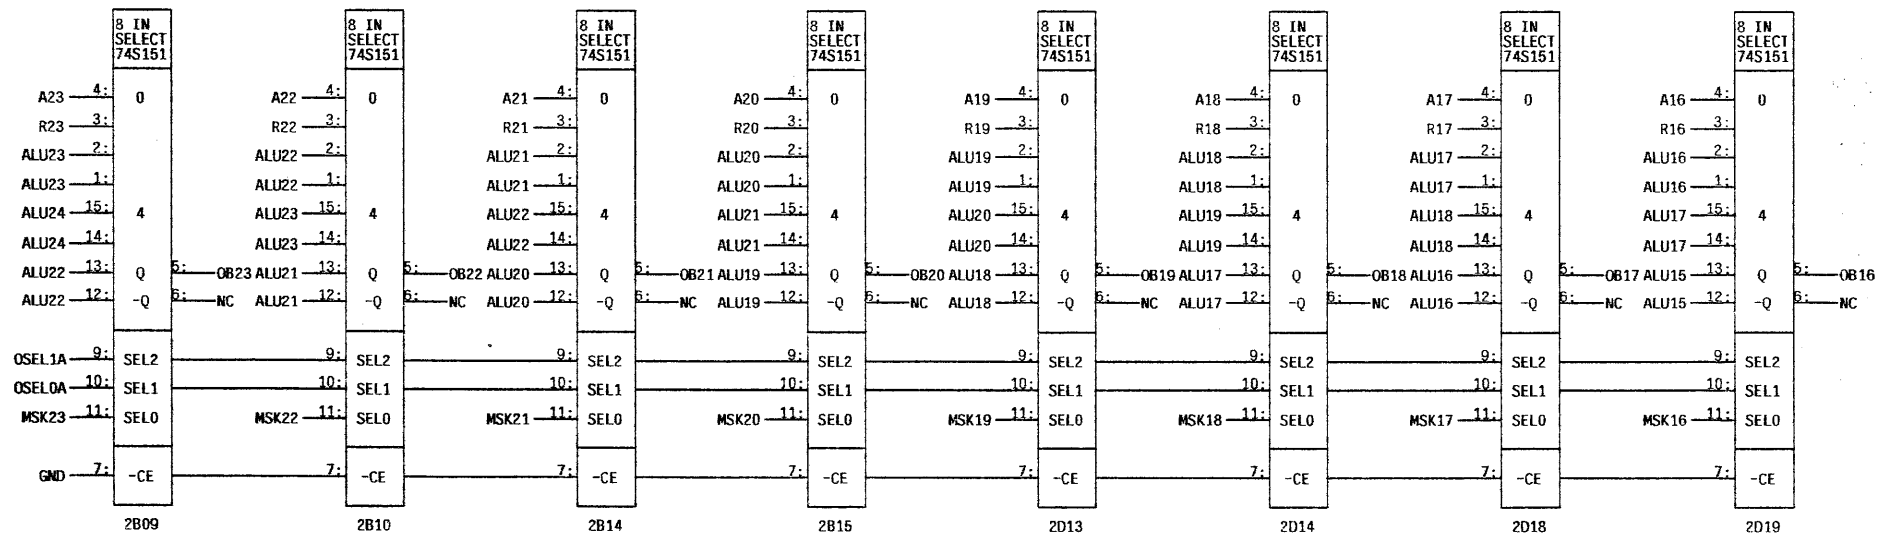 8 IN 8 IN 8 IN 8 IN 8 IN 8 IN 8 IN 8 IN
SELECT SELECT SELECT SELECT SELECT SELECT SELECT SELECT
74S151 74S151 74S151 74S151 74S151 74S151 74S151 74S151
A23 4: 0 A22 4: 0 A21 4: 0 A20 4: 0 A19 4: 0 A18 4: 0 A17 4: 0 A16 4: 0
R23 3: R22 3: R21 3: R20 3: R19 3: R18 3: R17 3: R16 3:
ALU23 2: ALU22 2: ALU21 2: ALU20 2: ALU19 2: ALU18 2: ALU17 2: ALU16 2:
ALU23 1: ALU22 1: ALU21 1: ALU20 1: ALU19 1: ALU18 1: ALU17 1: ALU16 1:
ALU24 15: 4 ALU23 15: 4 ALU22 15: 4 ALU21 15: 4 ALU20 15: 4 ALU19 15: 4 ALU18 15: 4 ALU17 15: 4
ALU24 14: ALU23 14: ALU22 14: ALU21 14: ALU20 14: ALU19 14: ALU18 14: ALU17 14:
ALU22 13: Q 5: OB23 ALU21 13: Q 5: OB22 ALU20 13: Q 5: OB21 ALU19 13: Q 5: OB20 ALU18 13: Q 5: OB19 ALU17 13: Q 5: OB18 ALU16 13: Q 5: OB17 ALU15 13: Q 5: OB16
ALU22 12: -Q 6: NC ALU21 12: -Q 6: NC ALU20 12: -Q 6: NC ALU19 12: -Q 6: NC ALU18 12: -Q 6: NC ALU17 12: -Q 6: NC ALU16 12: -Q 6: NC ALU15 12: -Q 6: NC
OSEL1A 9: SEL2 9: SEL2 9: SEL2 9: SEL2 9: SEL2 9: SEL2 9: SEL2 9: SEL2
OSEL0A 10: SEL1 10: SEL1 10: SEL1 10: SEL1 10: SEL1 10: SEL1 10: SEL1 10: SEL1
MSK23 11: SEL0 MSK22 11: SEL0 MSK21 11: SEL0 MSK20 11: SEL0 MSK19 11: SEL0 MSK18 11: SEL0 MSK17 11: SEL0 MSK16 11: SEL0
GND 7: -CE 7: -CE 7: -CE 7: -CE 7: -CE 7: -CE 7: -CE 7: -CE
2B09 2B10 2B14 2B15 2D13 2D14 2D18 2D19